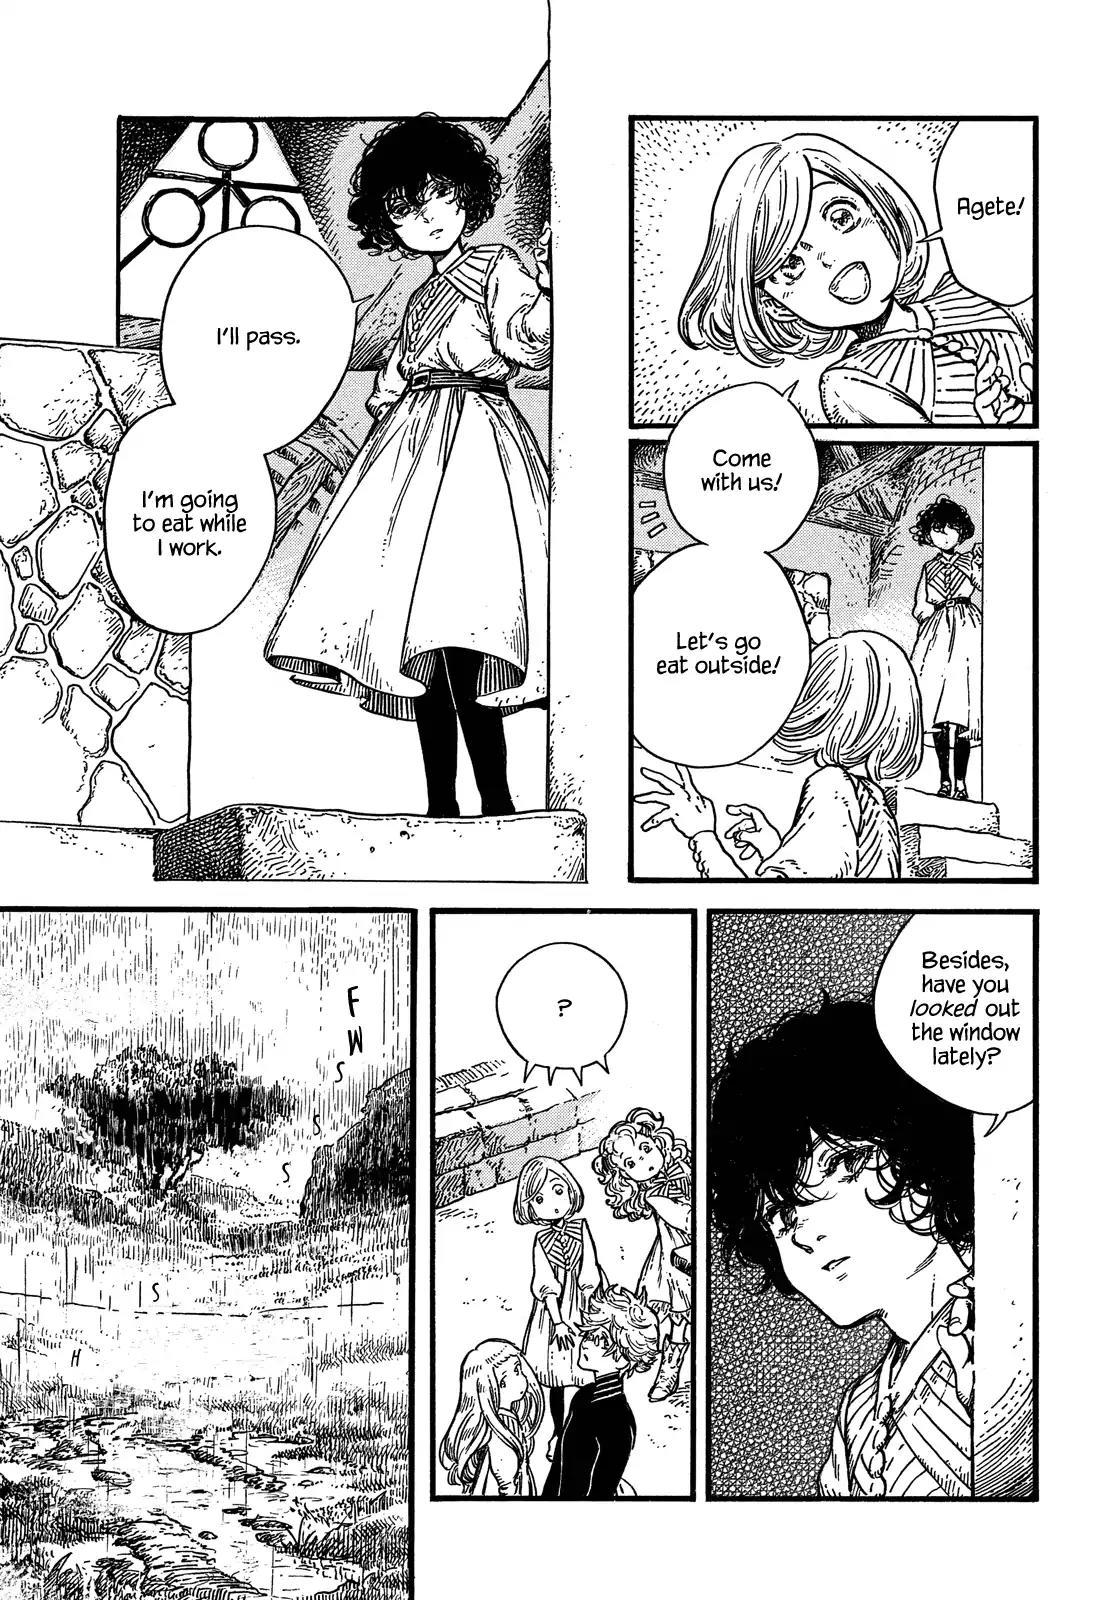 Agete!
Come
with us!
Let's go
eat outside!
I'll pass.
I'm going
to eat while
I work.
Besides,
have you
looked out
the window
lately?
?
FWSSSSH